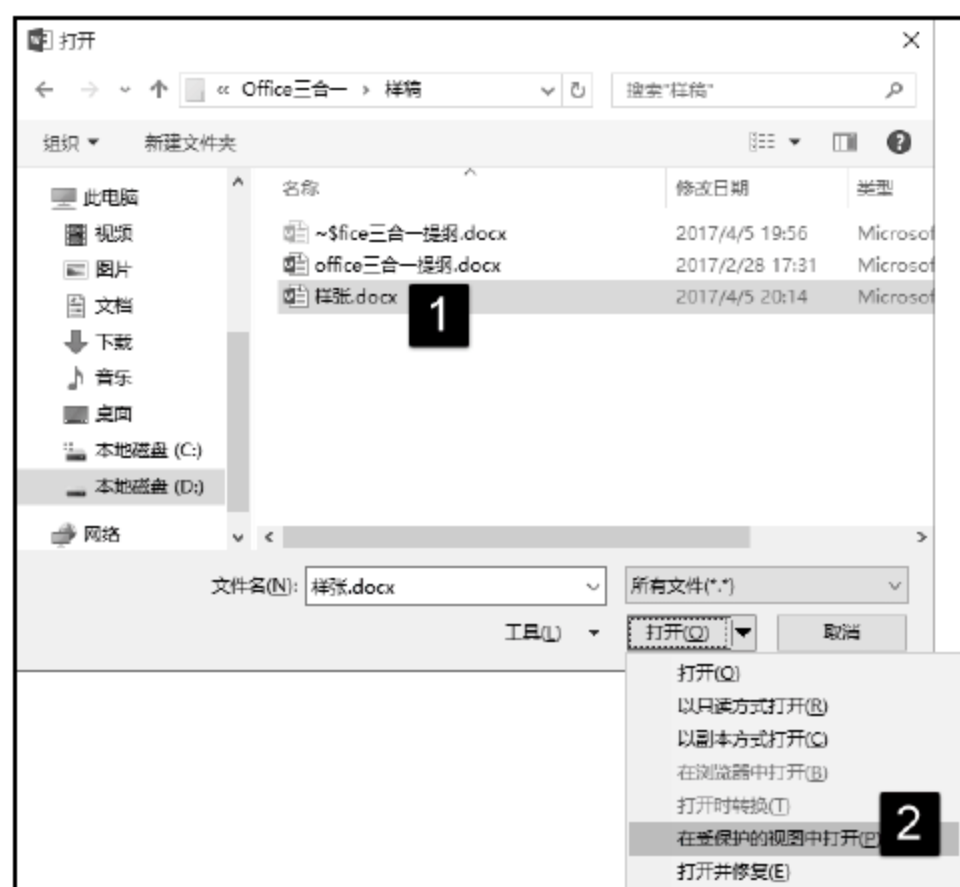 打开
« Office三合一 › 样稿
搜索"样稿"
组织 新建文件夹
名称 修改日期 类型
此电脑
视频
图片
文档
下载
音乐
桌面
本地磁盘 (C:)
本地磁盘 (D:)
网络
~$fice三合一提纲.docx 2017/4/5 19:56 Microsof
office三合一提纲.docx 2017/2/28 17:31 Microsof
样张.docx 2017/4/5 20:14 Microsof
1
文件名(N): 样张.docx 所有文件(*.*)
工具(L) 打开(O) 取消
打开(O)
以只读方式打开(R)
以副本方式打开(C)
在浏览器中打开(B)
打开时转换(T)
在受保护的视图中打开(P)
2
打开并修复(E)